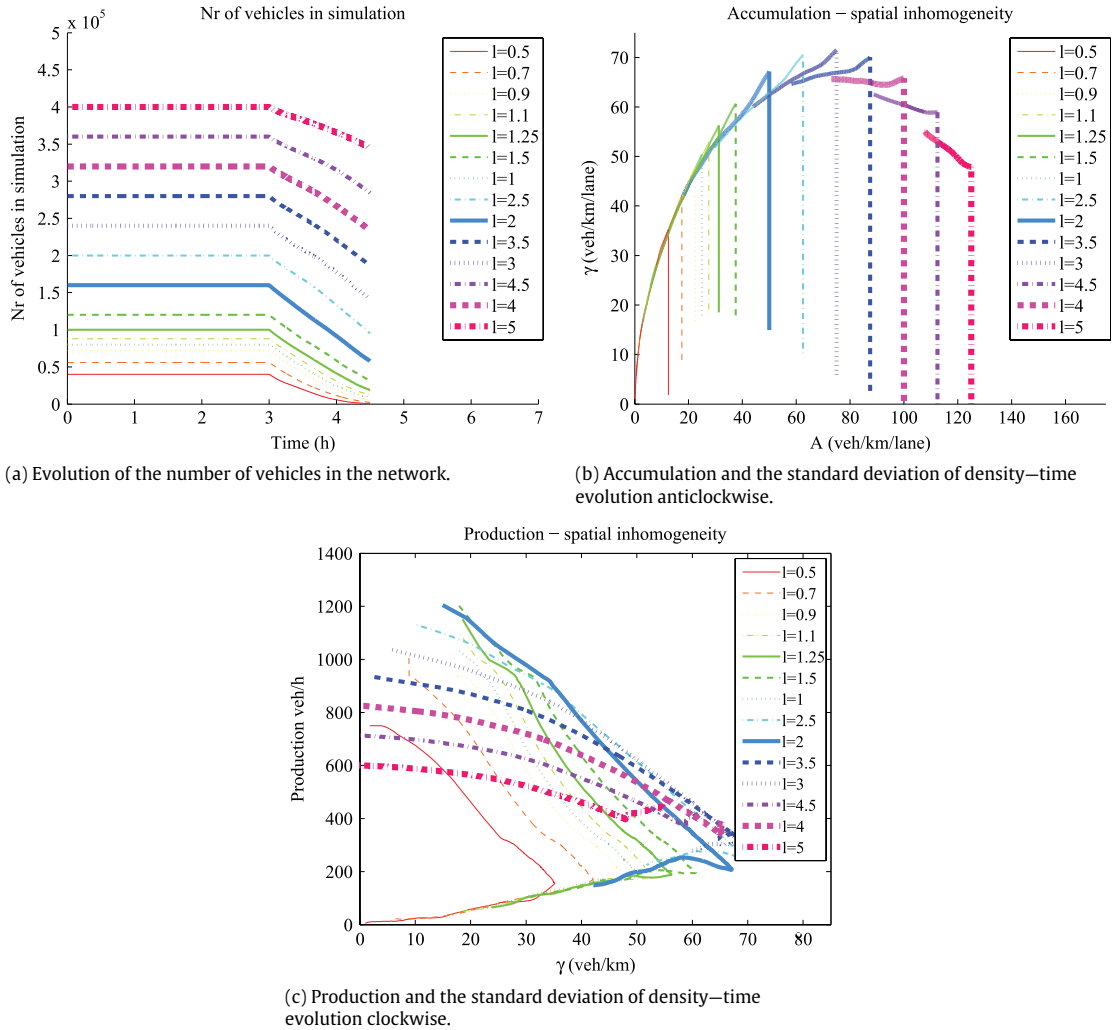 Nr of vehicles in simulation
x 10⁵
5
4.5
4
3.5
3
2.5
2
1.5
1
0.5
0
Nr of vehicles in simulation
0 1 2 3 4 5 6 7
Time (h)
l=0.5
l=0.7
l=0.9
l=1.1
l=1.25
l=1.5
l=1
l=2.5
l=2
l=3.5
l=3
l=4.5
l=4
l=5
(a) Evolution of the number of vehicles in the network.
Accumulation − spatial inhomogeneity
70
60
50
40
30
20
10
0
γ (veh/km/lane)
0 20 40 60 80 100 120 140 160
A (veh/km/lane)
l=0.5
l=0.7
l=0.9
l=1.1
l=1.25
l=1.5
l=1
l=2.5
l=2
l=3.5
l=3
l=4.5
l=4
l=5
(b) Accumulation and the standard deviation of density—time
evolution anticlockwise.
Production − spatial inhomogeneity
1400
1200
1000
800
600
400
200
0
Production veh/h
0 10 20 30 40 50 60 70 80
γ (veh/km)
l=0.5
l=0.7
l=0.9
l=1.1
l=1.25
l=1.5
l=1
l=2.5
l=2
l=3.5
l=3
l=4.5
l=4
l=5
(c) Production and the standard deviation of density—time
evolution clockwise.